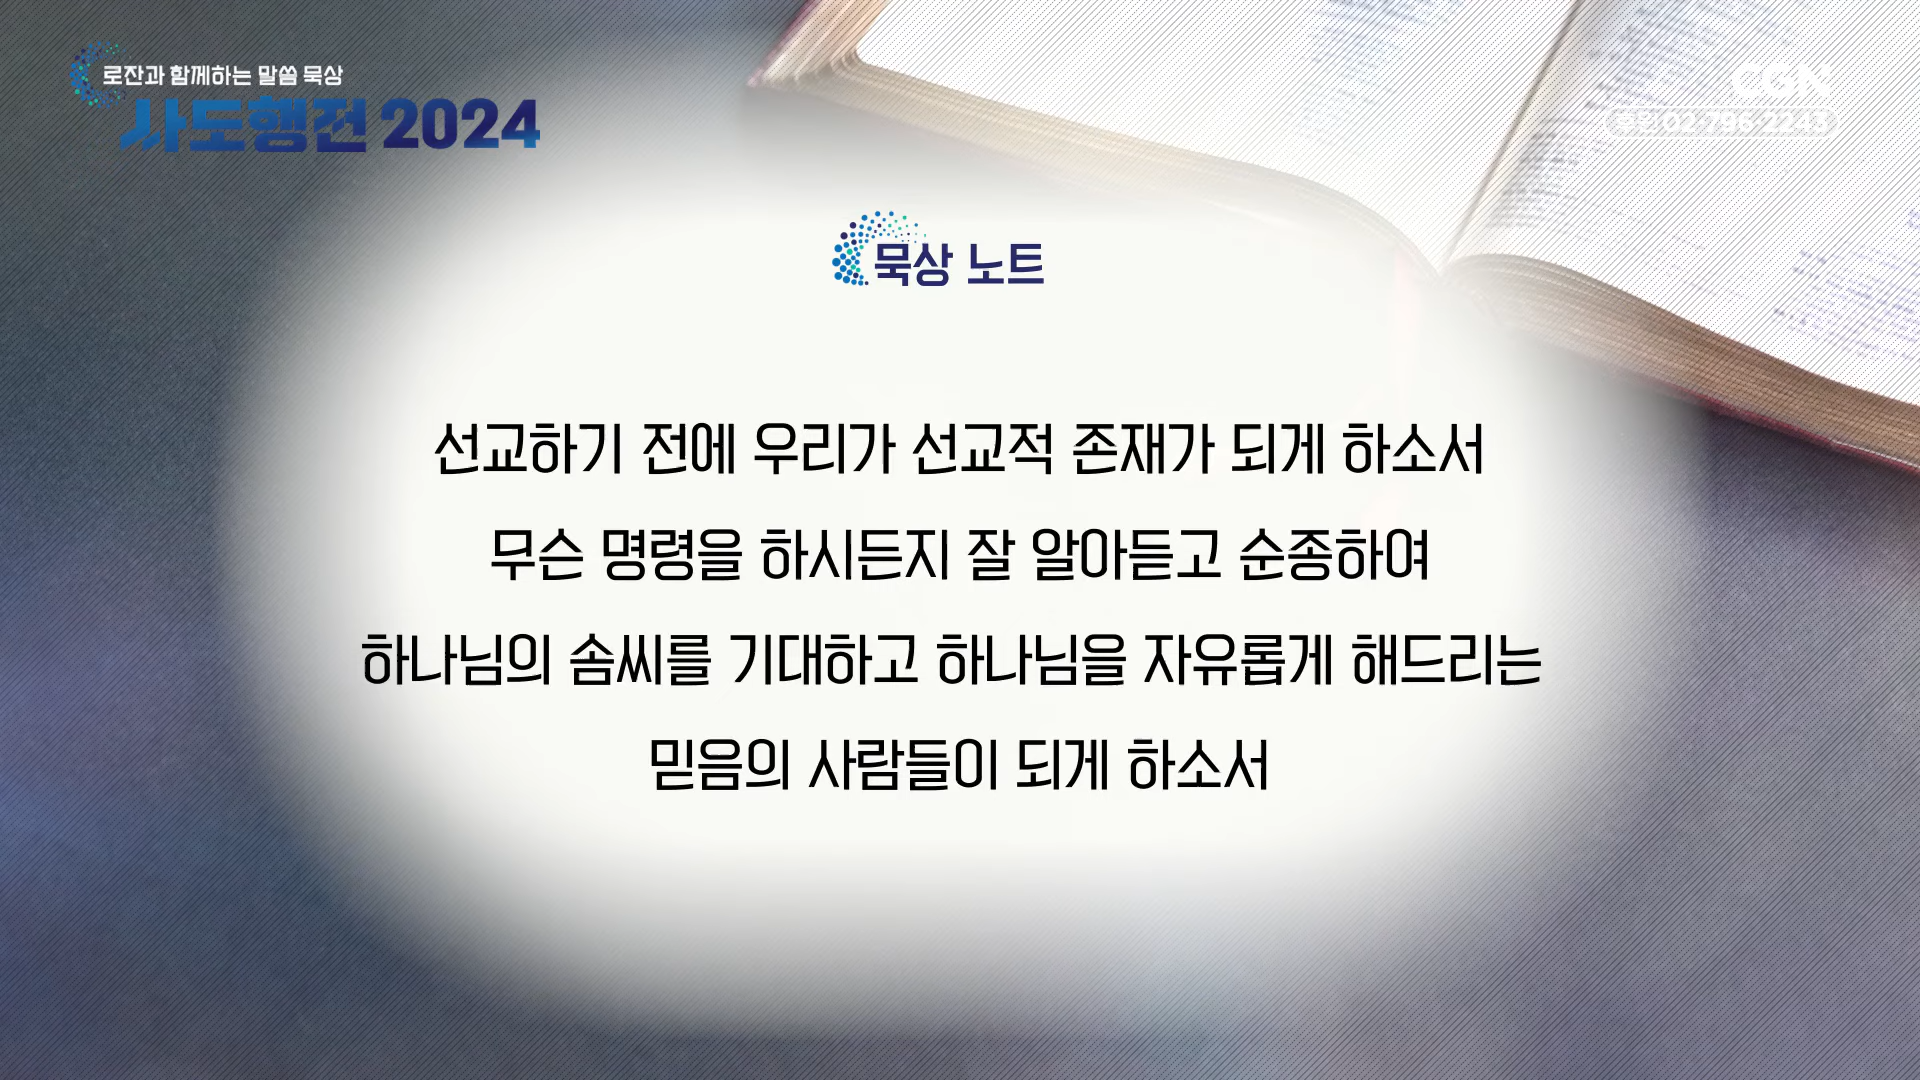 로잔과 함께하는 말씀 묵상
사도행전 2024
CGN
후원 02-796-2243
묵상 노트
선교하기 전에 우리가 선교적 존재가 되게 하소서
무슨 명령을 하시든지 잘 알아듣고 순종하여
하나님의 솜씨를 기대하고 하나님을 자유롭게 해드리는
믿음의 사람들이 되게 하소서